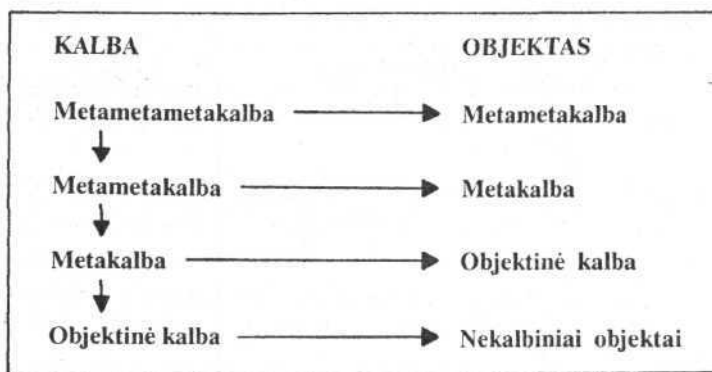 KALBA OBJEKTAS
Metametametakalba Metametakalba
Metametakalba Metakalba
Metakalba Objektinė kalba
Objektinė kalba Nekalbiniai objektai